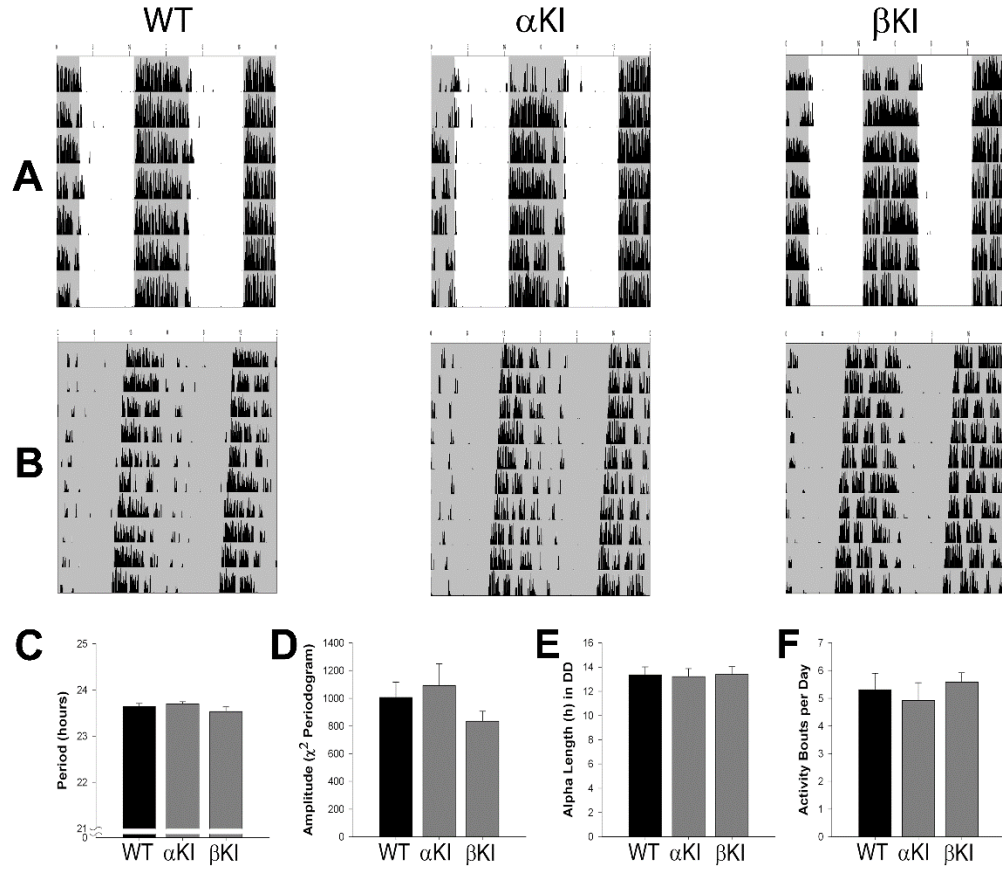 WT
αKI
βKI
A
B
C
Period (hours)
25
24
23
22
21
0
WT αKI βKI
D
Amplitude (χ² Periodogram)
1400
1200
1000
800
600
400
200
0
WT αKI βKI
E
Alpha Length (h) in DD
16
14
12
10
8
6
4
2
0
WT αKI βKI
F
Activity Bouts per Day
7
6
5
4
3
2
1
0
WT αKI βKI